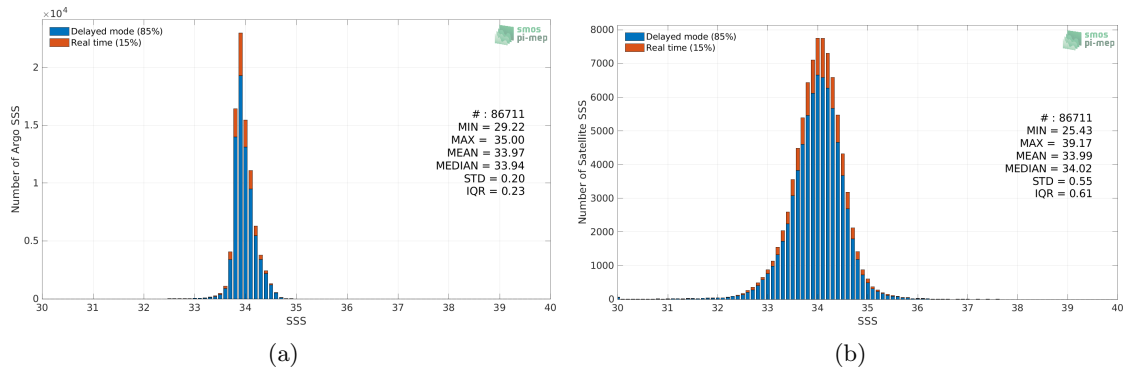 ×10⁴
Delayed mode (85%)
Real time (15%)
smos
pi-mep
Number of Argo SSS
2
1.5
1
0.5
0
# : 86711
MIN = 29.22
MAX = 35.00
MEAN = 33.97
MEDIAN = 33.94
STD = 0.20
IQR = 0.23
30 31 32 33 34 35 36 37 38 39 40
SSS
(a)
Delayed mode (85%)
Real time (15%)
smos
pi-mep
Number of Satellite SSS
8000
7000
6000
5000
4000
3000
2000
1000
0
# : 86711
MIN = 25.43
MAX = 39.17
MEAN = 33.99
MEDIAN = 34.02
STD = 0.55
IQR = 0.61
30 31 32 33 34 35 36 37 38 39 40
SSS
(b)